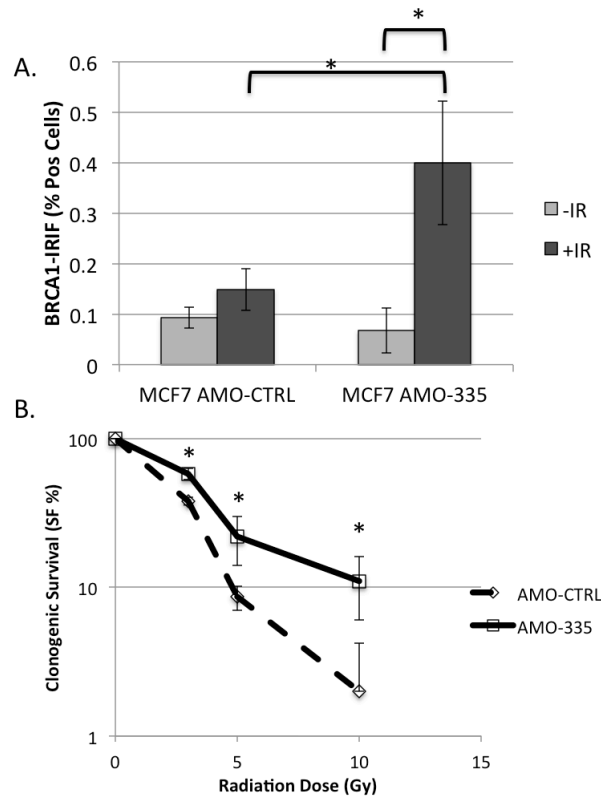 *
A.
*
0.6
0.5
0.4
0.3
0.2
0.1
0
BRCA1-IRIF (% Pos Cells)
-IR
+IR
MCF7 AMO-CTRL
MCF7 AMO-335
B.
100
10
1
Clonogenic Survival (SF %)
*
*
*
AMO-CTRL
AMO-335
0
5
10
15
Radiation Dose (Gy)